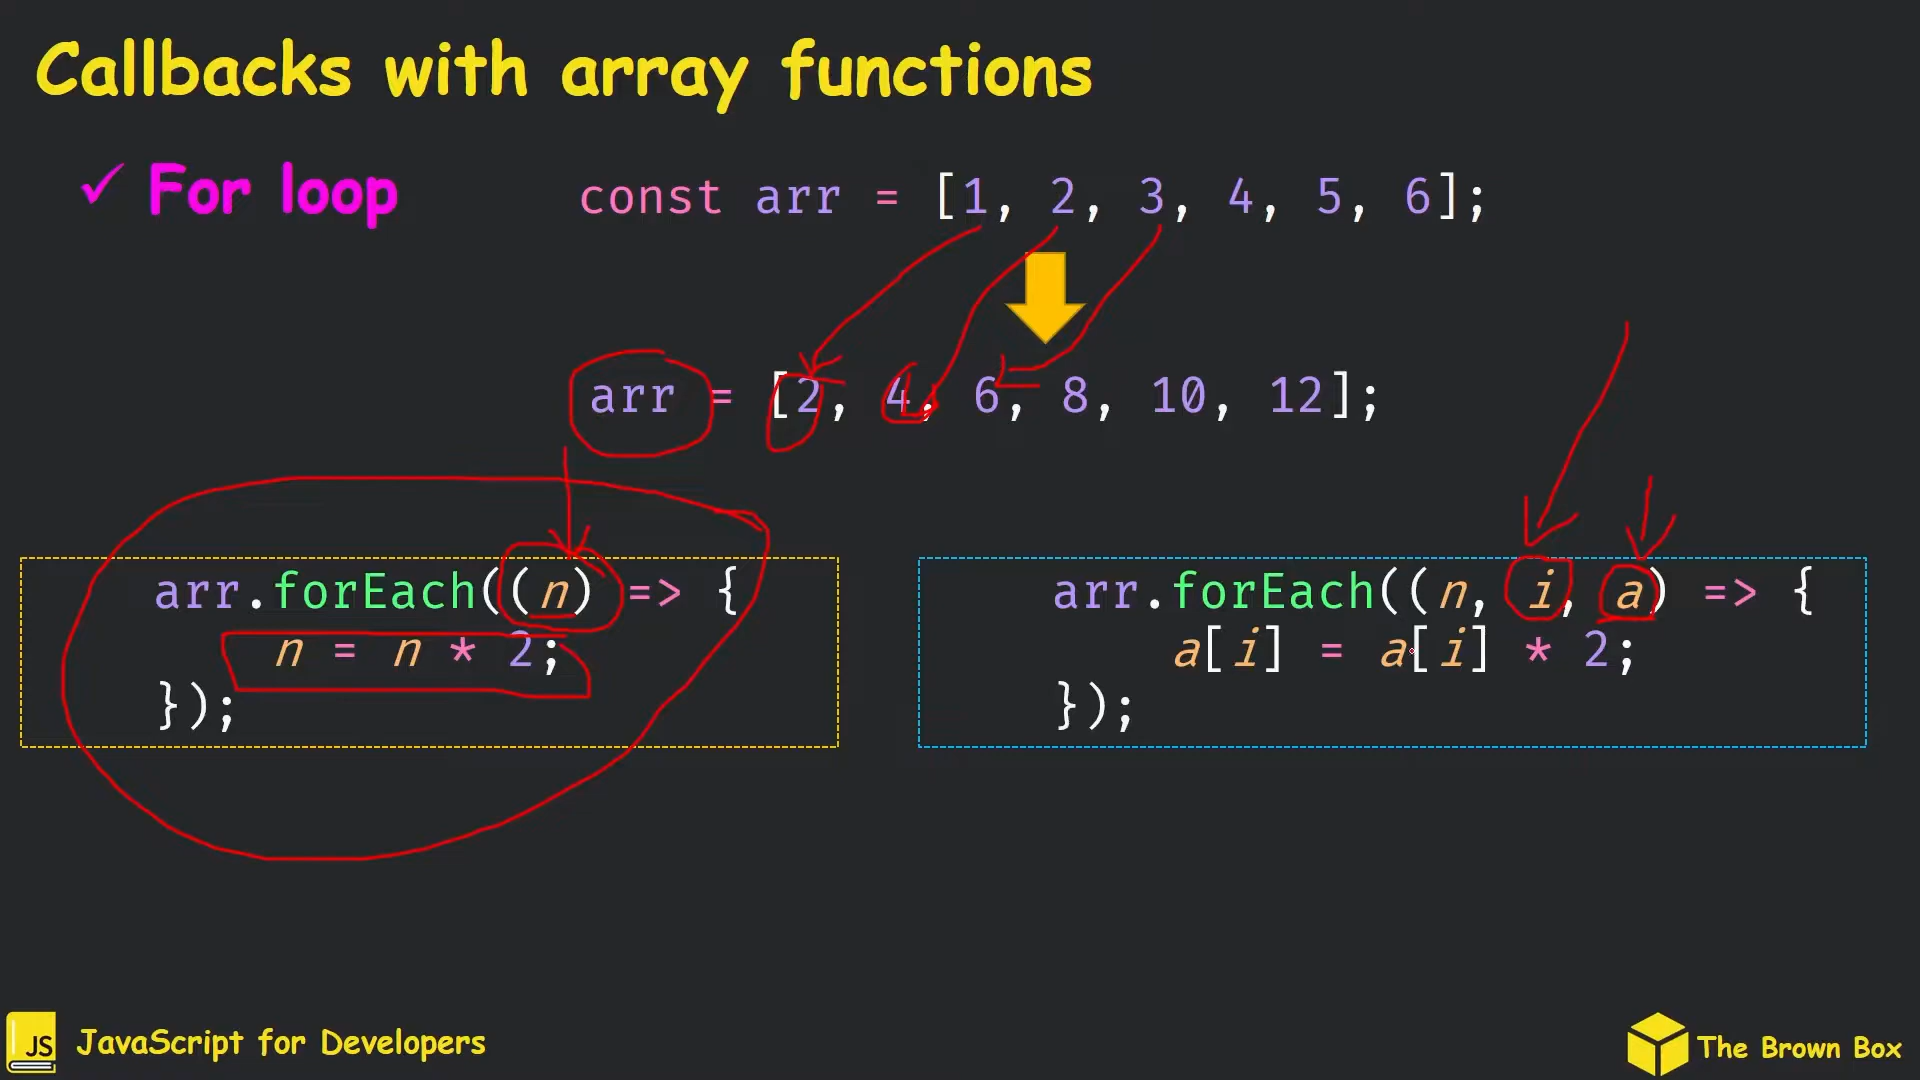 Callbacks with array functions
✓ For loop
const arr = [1, 2, 3, 4, 5, 6];
arr = [2, 4, 6, 8, 10, 12];
arr.forEach((n) => {
n = n * 2;
});
arr.forEach((n, i, a) => {
a[i] = a[i] * 2;
});
JS JavaScript for Developers
The Brown Box